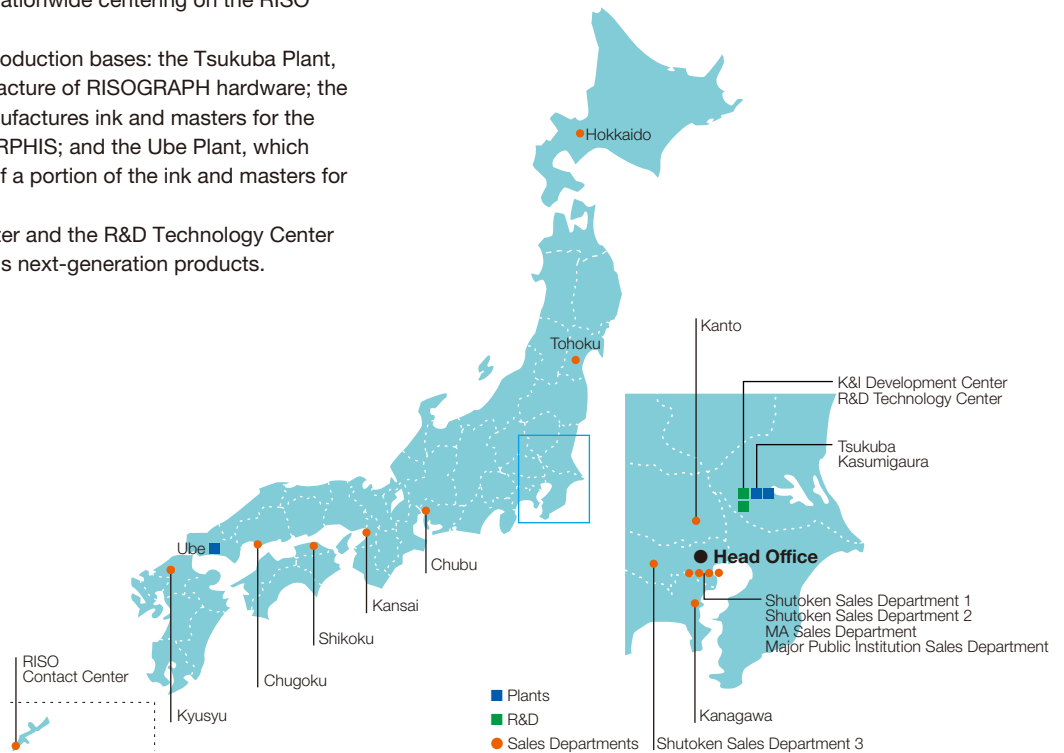 ationwide centering on the RISO
oduction bases: the Tsukuba Plant,
acture of RISOGRAPH hardware; the
ufactures ink and masters for the
RPHIS; and the Ube Plant, which
f a portion of the ink and masters for
ter and the R&D Technology Center
s next-generation products.
Hokkaido
Tohoku
Kanto
K&I Development Center
R&D Technology Center
Tsukuba
Kasumigaura
Ube
Head Office
Chubu
Kansai
Shikoku
Chugoku
Kyusyu
RISO
Contact Center
Shutoken Sales Department 1
Shutoken Sales Department 2
MA Sales Department
Major Public Institution Sales Department
Kanagawa
Shutoken Sales Department 3
Plants
R&D
Sales Departments